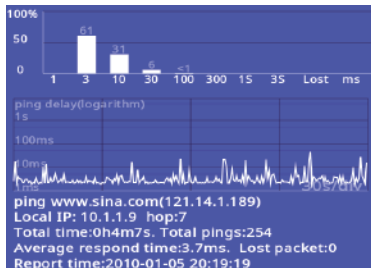 100%
61
50
31
6
<1
0
1 3 10 30 100 300 1S 3S Lost ms
ping delay(logarithm)
1s
100ms
10ms
1ms
30s/div
ping www.sina.com(121.14.1.189)
Local IP: 10.1.1.9 hop:7
Total time:0h4m7s. Total pings:254
Average respond time:3.7ms. Lost packet:0
Report time:2010-01-05 20:19:19